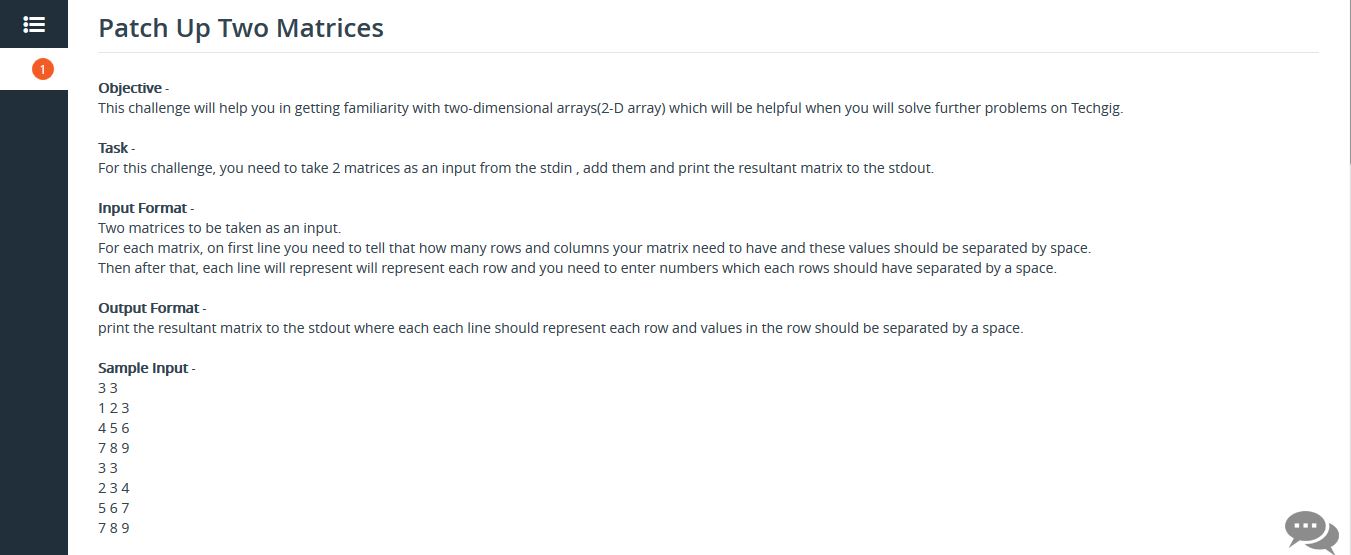 Patch Up Two Matrices
1
Objective -
This challenge will help you in getting familiarity with two-dimensional arrays(2-D array) which will be helpful when you will solve further problems on Techgig.
Task -
For this challenge, you need to take 2 matrices as an input from the stdin , add them and print the resultant matrix to the stdout.
Input Format -
Two matrices to be taken as an input.
For each matrix, on first line you need to tell that how many rows and columns your matrix need to have and these values should be separated by space.
Then after that, each line will represent will represent each row and you need to enter numbers which each rows should have separated by a space.
Output Format -
print the resultant matrix to the stdout where each each line should represent each row and values in the row should be separated by a space.
Sample Input -
3 3
1 2 3
4 5 6
7 8 9
3 3
2 3 4
5 6 7
7 8 9